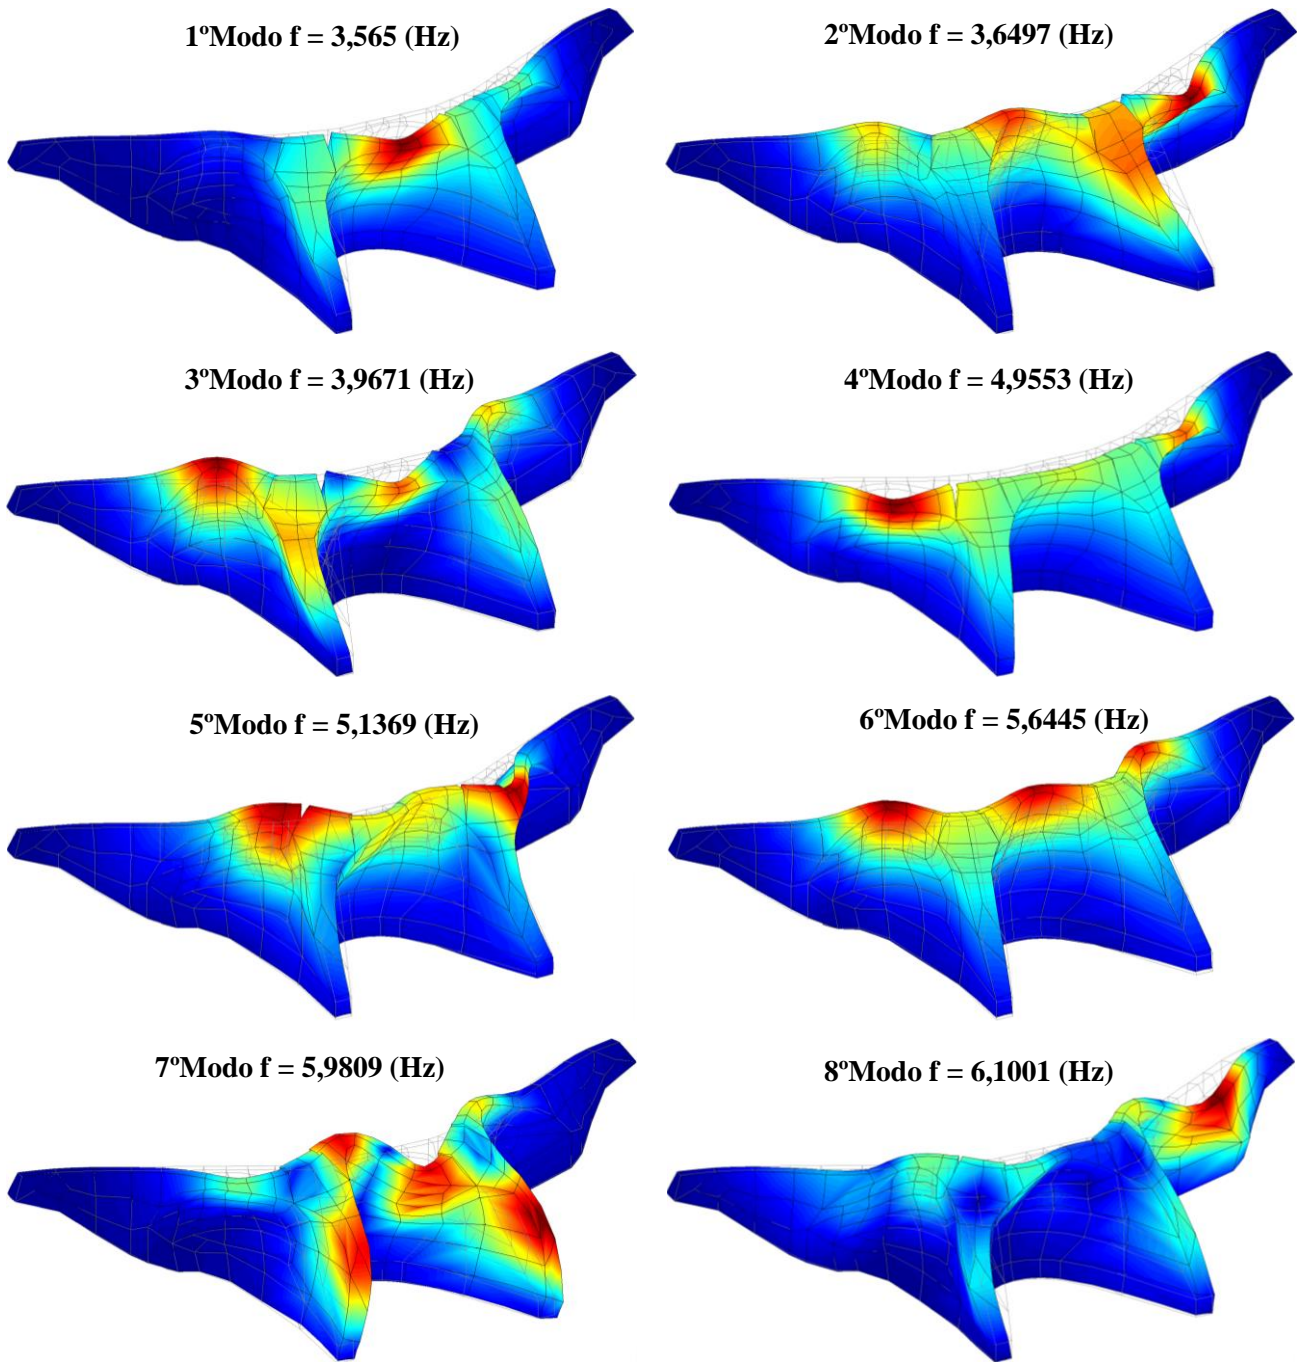 1ºModo f = 3,565 (Hz)
2ºModo f = 3,6497 (Hz)
3ºModo f = 3,9671 (Hz)
4ºModo f = 4,9553 (Hz)
5ºModo f = 5,1369 (Hz)
6ºModo f = 5,6445 (Hz)
7ºModo f = 5,9809 (Hz)
8ºModo f = 6,1001 (Hz)